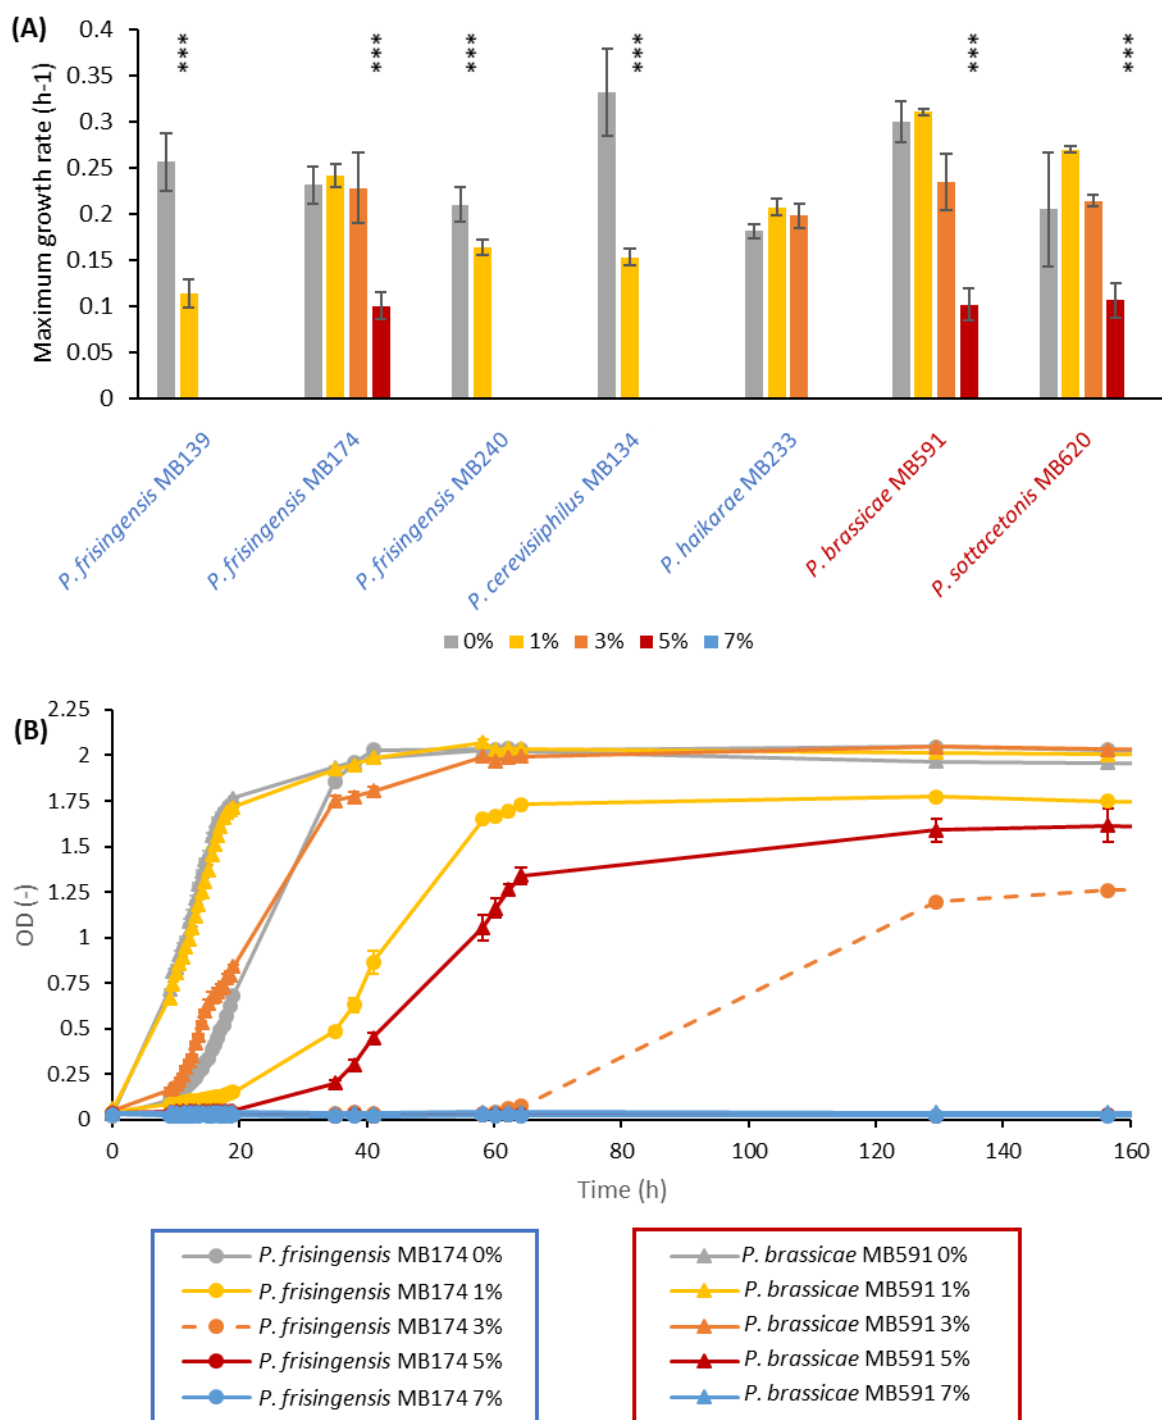 (A)
Maximum growth rate (h-1)
0.4
0.35
0.3
0.25
0.2
0.15
0.1
0.05
0
***
***
***
***
***
***
P. frisingensis MB139
P. frisingensis MB174
P. frisingensis MB240
P. cerevisiiphilus MB134
P. haikarae MB233
P. brassicae MB591
P. sottacetonis MB620
0% 1% 3% 5% 7%
(B)
OD (-)
2.25
2
1.75
1.5
1.25
1
0.75
0.5
0.25
0
0 20 40 60 80 100 120 140 160
Time (h)
P. frisingensis MB174 0%
P. frisingensis MB174 1%
P. frisingensis MB174 3%
P. frisingensis MB174 5%
P. frisingensis MB174 7%
P. brassicae MB591 0%
P. brassicae MB591 1%
P. brassicae MB591 3%
P. brassicae MB591 5%
P. brassicae MB591 7%